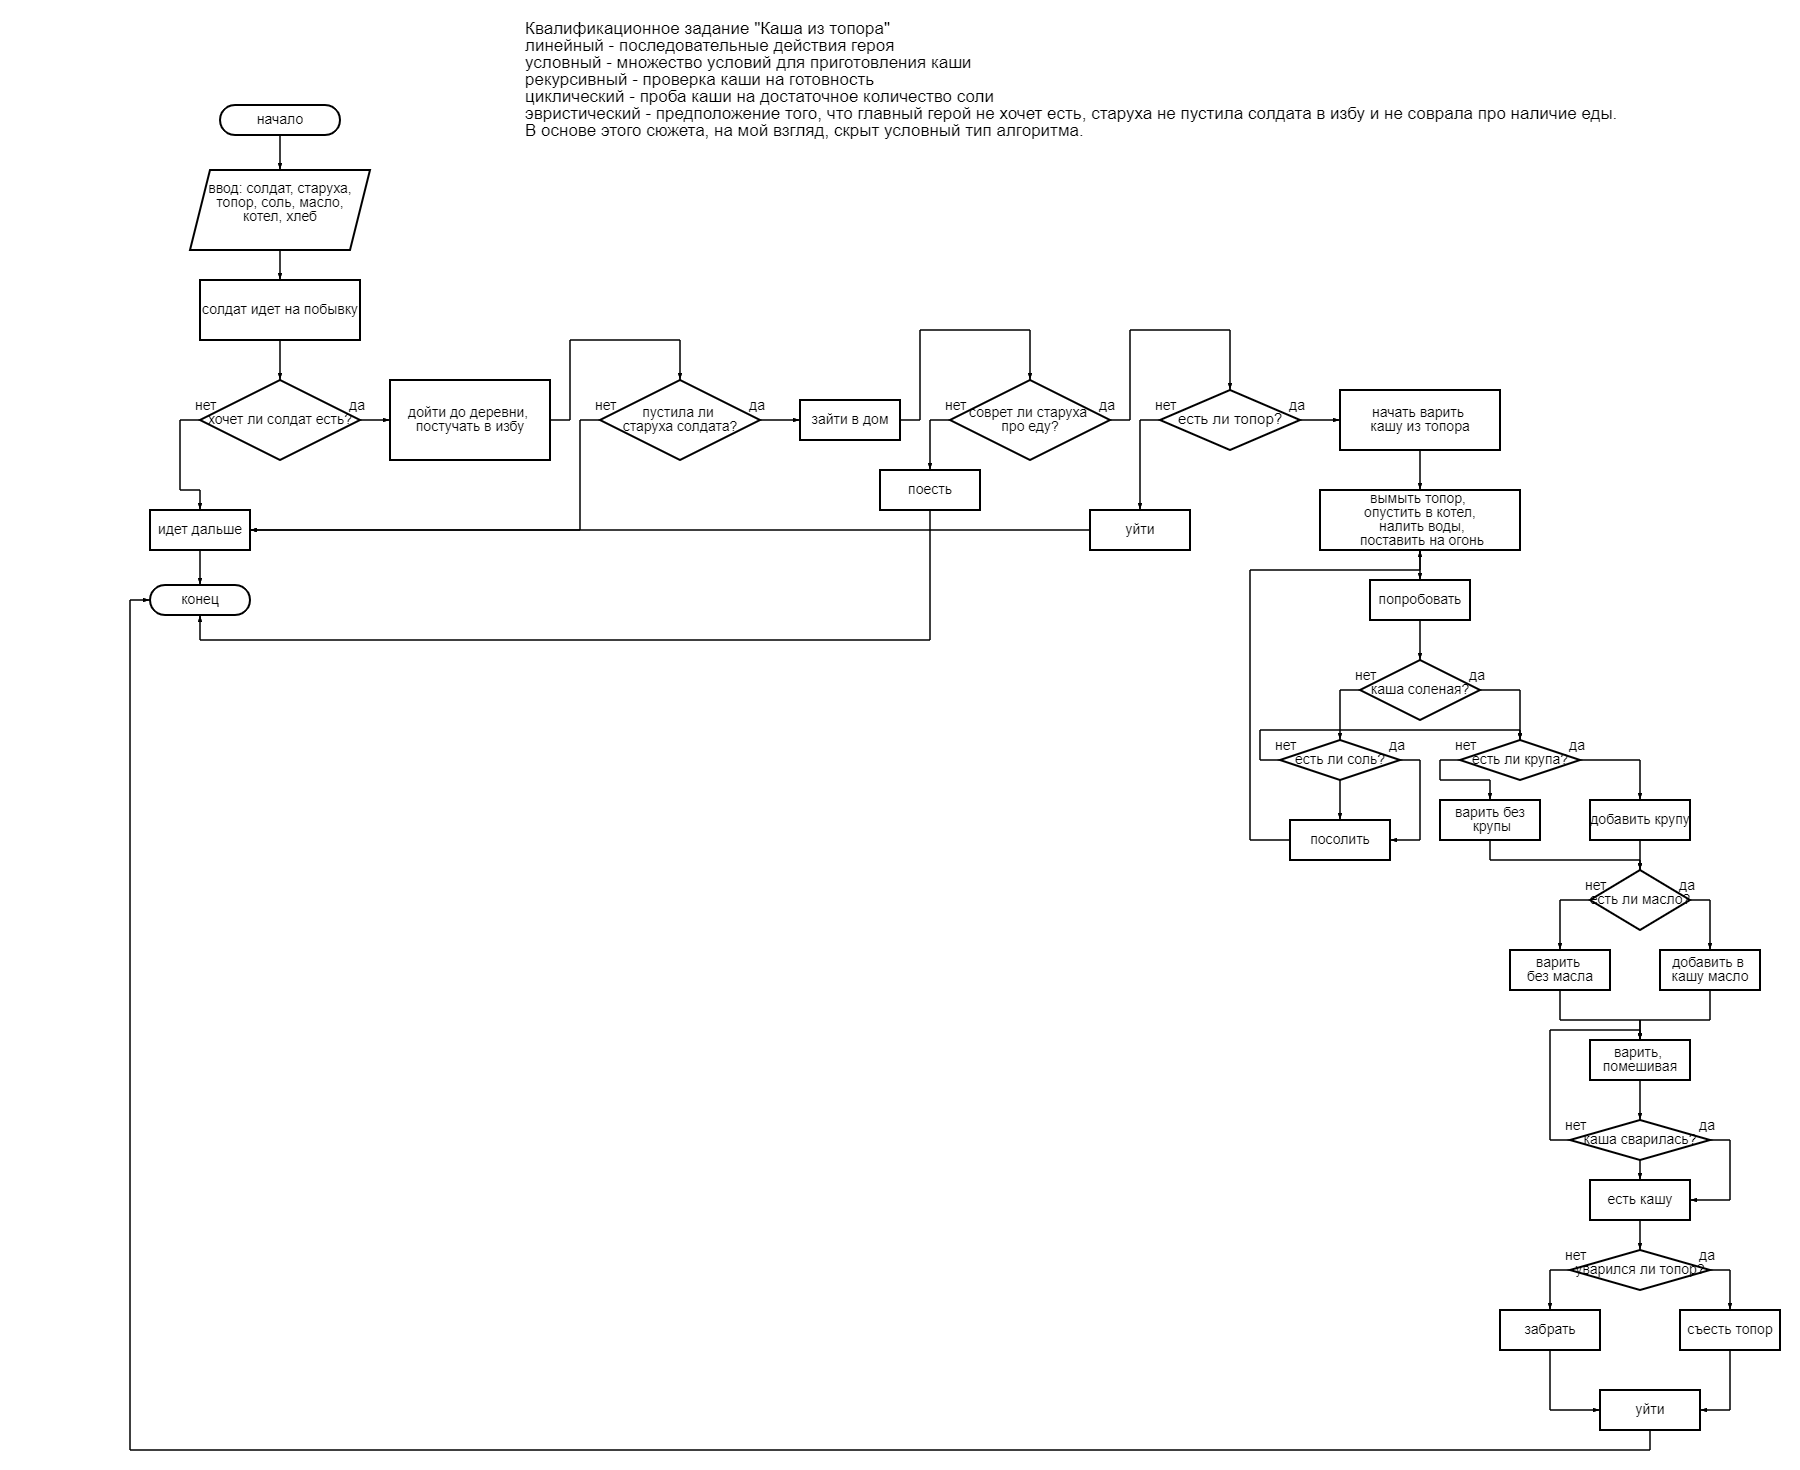 Квалификационное задание "Каша из топора"
линейный - последовательные действия героя
условный - множество условий для приготовления каши
рекурсивный - проверка каши на готовность
циклический - проба каши на достаточное количество соли
эвристический - предположение того, что главный герой не хочет есть, старуха не пустила солдата в избу и не соврала про наличие еды.
В основе этого сюжета, на мой взгляд, скрыт условный тип алгоритма.
начало
ввод: солдат, старуха,
топор, соль, масло,
котел, хлеб
солдат идет на побывку
нет
да
хочет ли солдат есть?
дойти до деревни,
постучать в избу
нет
да
пустила ли
старуха солдата?
зайти в дом
нет
да
соврет ли старуха
про еду?
нет
да
есть ли топор?
начать варить
кашу из топора
поесть
идет дальше
уйти
вымыть топор,
опустить в котел,
налить воды,
поставить на огонь
конец
попробовать
нет
да
каша соленая?
нет
да
есть ли соль?
нет
да
есть ли крупа?
посолить
варить без
крупы
добавить крупу
нет
да
есть ли масло?
варить
без масла
добавить в
кашу масло
варить,
помешивая
нет
да
каша сварилась?
есть кашу
нет
да
уварился ли топор?
забрать
съесть топор
уйти